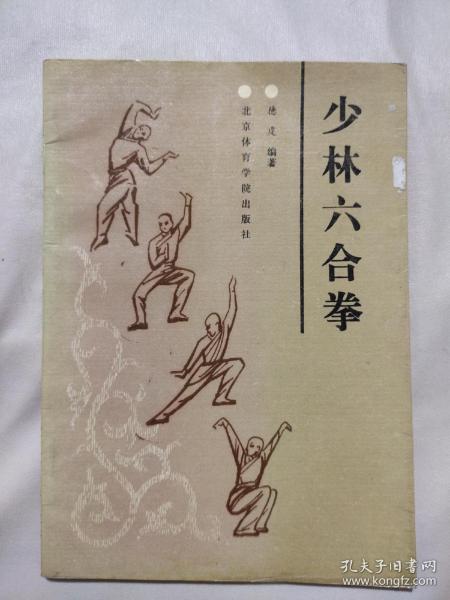 少林六合拳
德虔 编著
北京体育学院出版社
孔夫子旧书网
www.kongfz.com